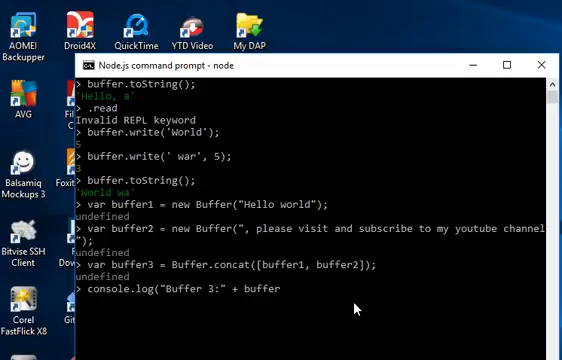 AOMEI
Backupper
Droid4X
QuickTime
YTD Video
My DAP
Node.js command prompt - node
> buffer.toString();
'Hello, a'
> .read
Invalid REPL keyword
> buffer.write('World');
5
> buffer.write(' war', 5);
3
> buffer.toString();
'World wa'
> var buffer1 = new Buffer("Hello world");
undefined
> var buffer2 = new Buffer(", please visit and subscribe to my youtube channel
");
undefined
> var buffer3 = Buffer.concat([buffer1, buffer2]);
undefined
> console.log("Buffer 3:" + buffer
AVG
Balsamiq
Mockups 3
Bitvise SSH
Client
Corel
FastFlick X8